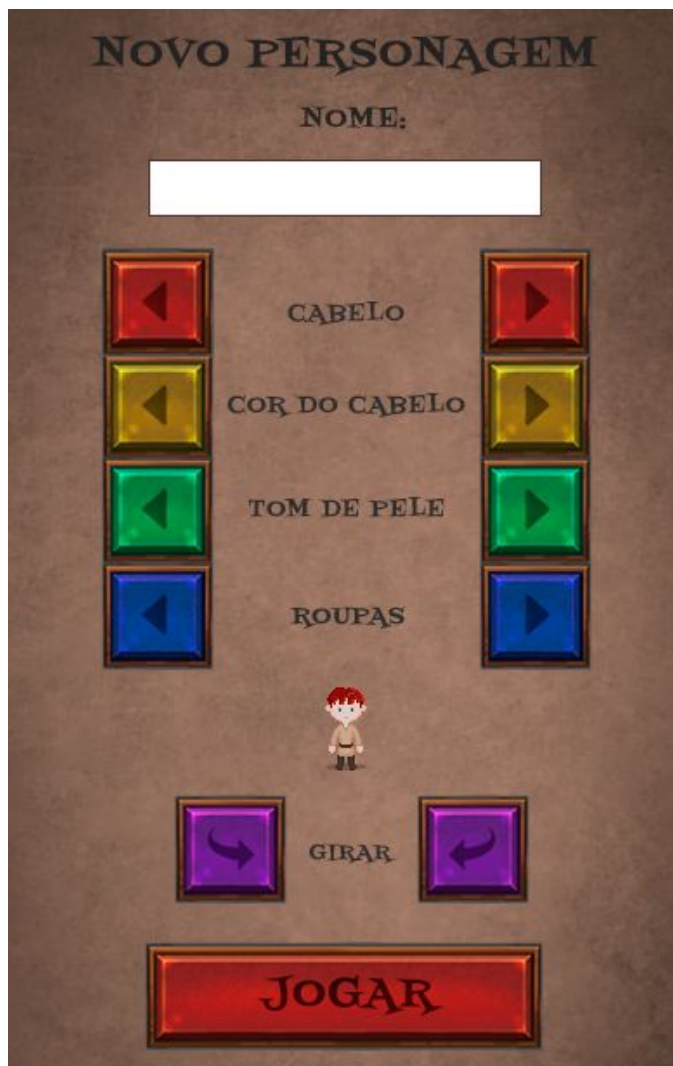 NOVO PERSONAGEM
NOME:
CABELO
COR DO CABELO
TOM DE PELE
ROUPAS
GIRAR
JOGAR